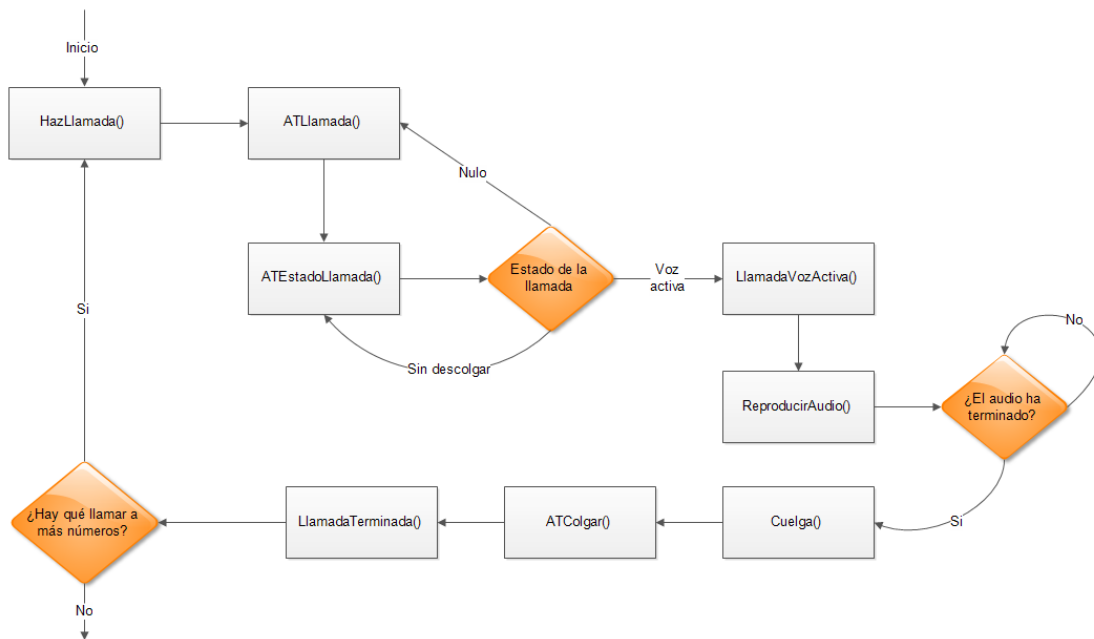 Inicio
HazLlamada()
ATLlamada()
Nulo
ATEstadoLlamada()
Estado de la
llamada
Voz
activa
LlamadaVozActiva()
Si
Sin descolgar
No
ReproducirAudio()
¿El audio ha
terminado?
¿Hay qué llamar a
más números?
LlamadaTerminada()
ATColgar()
Cuelga()
Si
No